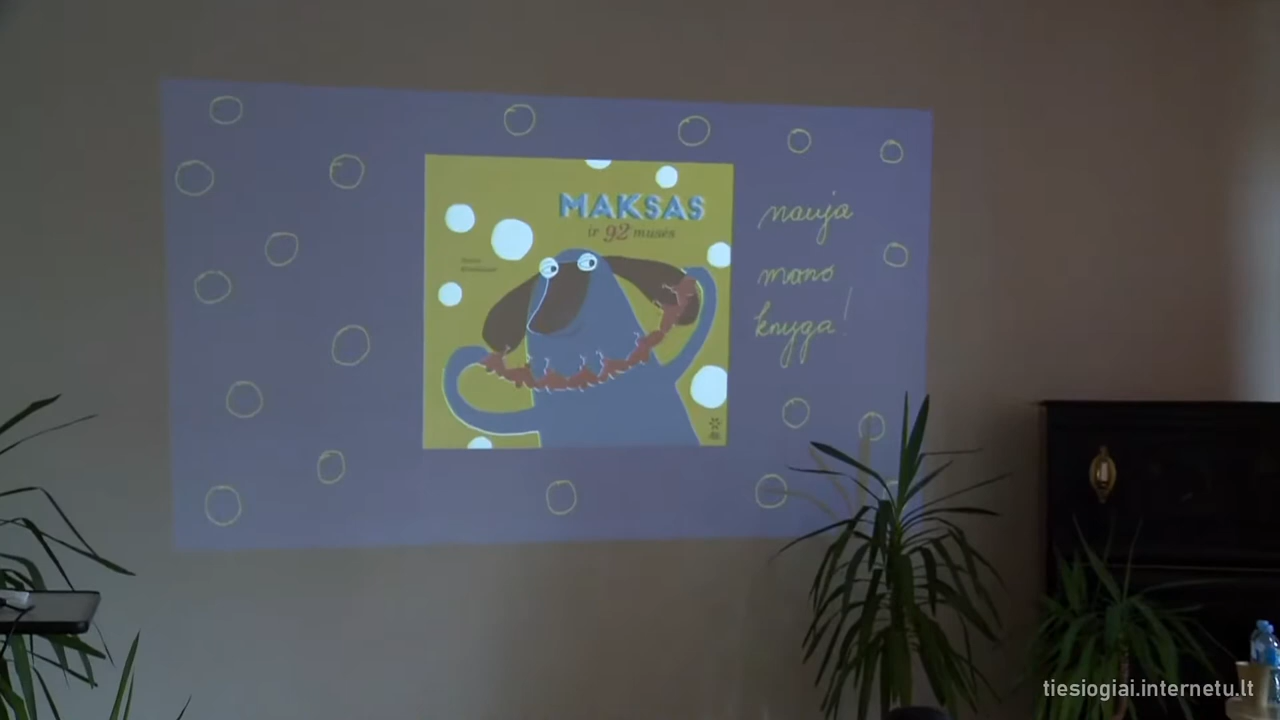 MAKSAS
ir 92 musės
nauja
mano
knyga!
tiesiogiai.internetu.lt